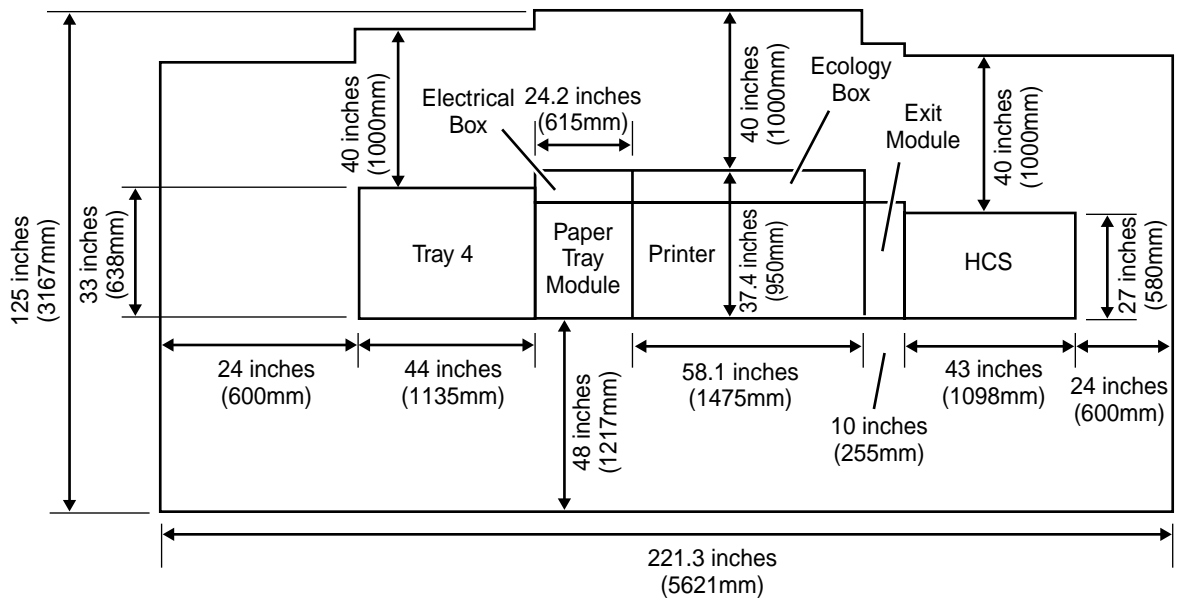 125 inches
(3167mm)
33 inches
(638mm)
40 inches
(1000mm)
Electrical
Box
24.2 inches
(615mm)
40 inches
(1000mm)
Ecology
Box
Exit
Module
40 inches
(1000mm)
Tray 4
Paper
Tray
Module
Printer
37.4 inches
(950mm)
HCS
27 inches
(580mm)
24 inches
(600mm)
44 inches
(1135mm)
48 inches
(1217mm)
58.1 inches
(1475mm)
10 inches
(255mm)
43 inches
(1098mm)
24 inches
(600mm)
221.3 inches
(5621mm)